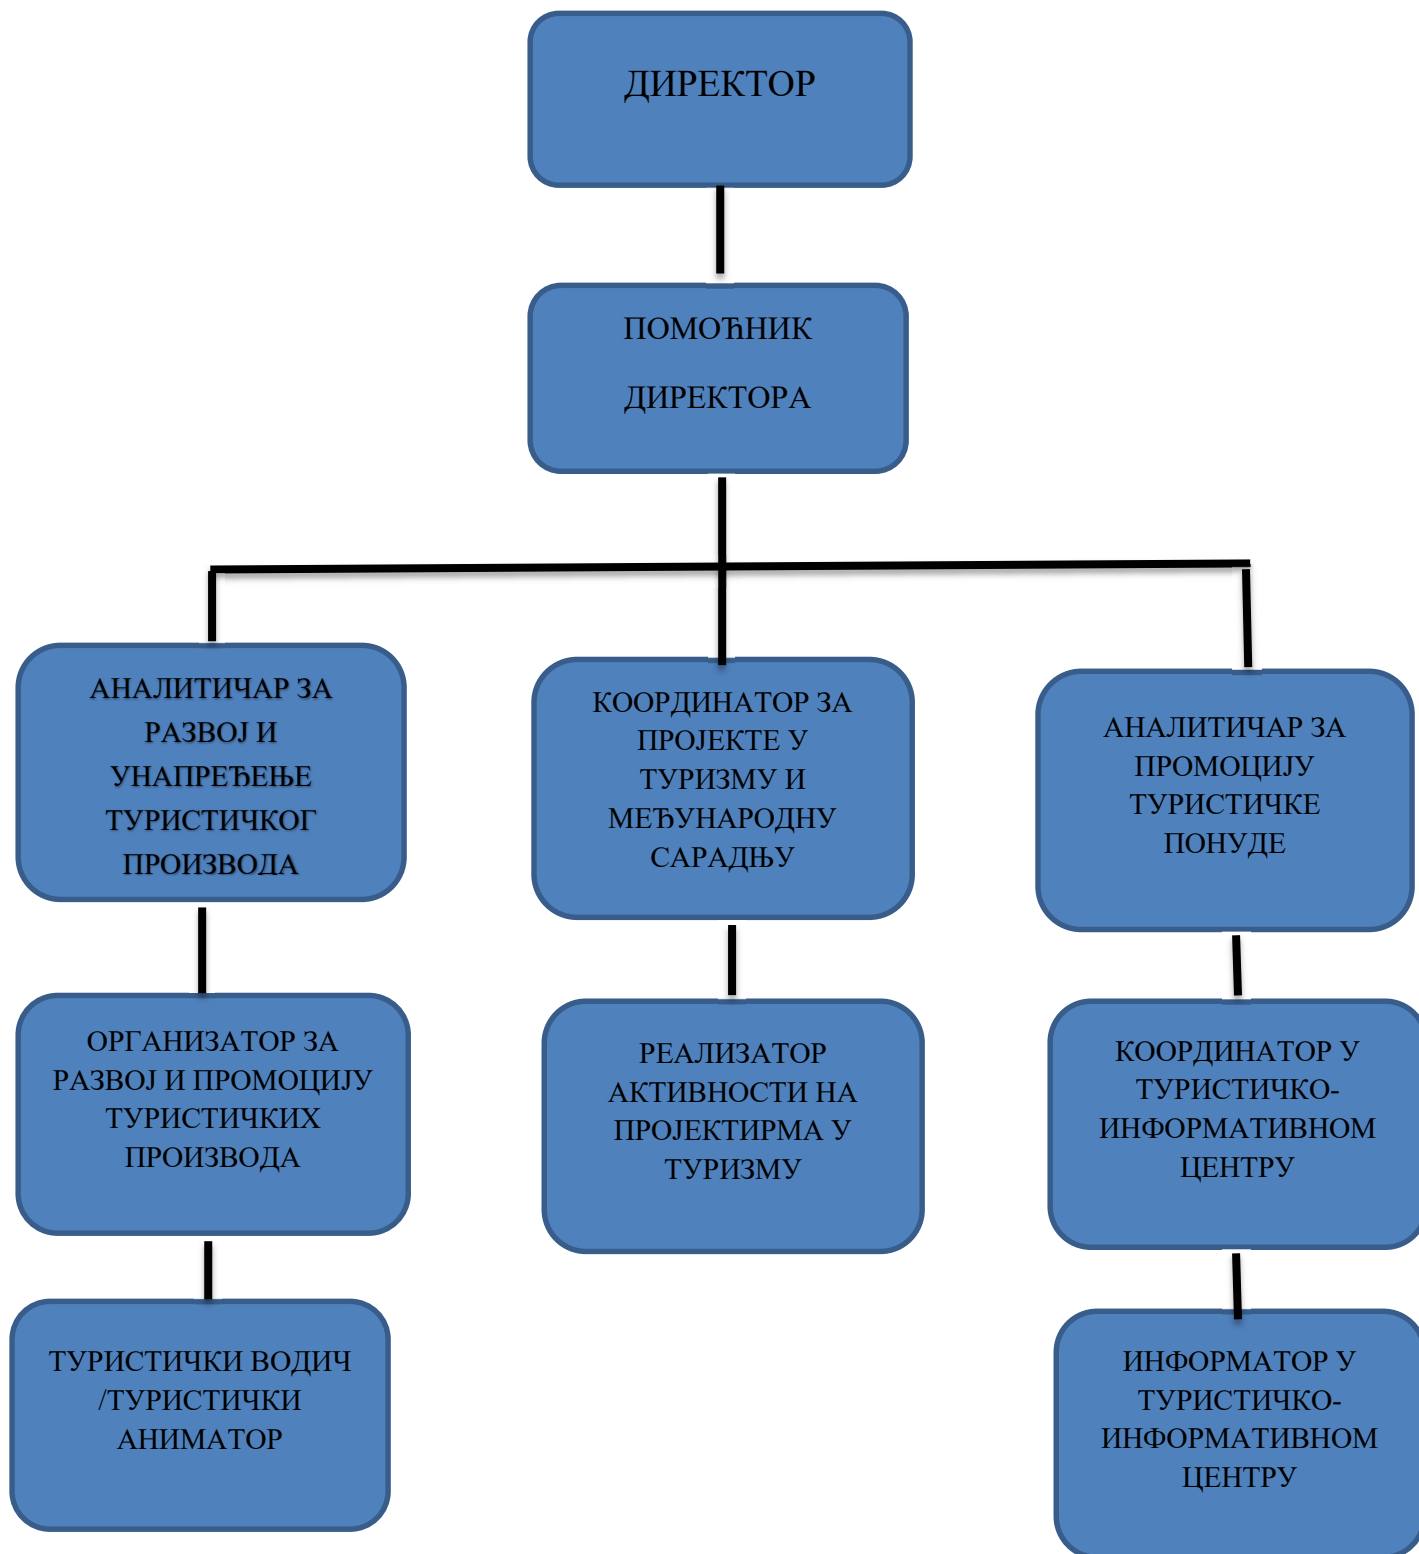 ДИРЕКТОР
ПОМОЋНИК
ДИРЕКТОРА
АНАЛИТИЧАР ЗА
РАЗВОЈ И
УНАПРЕЂЕЊЕ
ТУРИСТИЧКОГ
ПРОИЗВОДА
КООРДИНАТОР ЗА
ПРОЈЕКТЕ У
ТУРИЗМУ И
МЕЂУНАРОДНУ
САРАДЊУ
АНАЛИТИЧАР ЗА
ПРОМОЦИЈУ
ТУРИСТИЧКЕ
ПОНУДЕ
ОРГАНИЗАТОР ЗА
РАЗВОЈ И ПРОМОЦИЈУ
ТУРИСТИЧКИХ
ПРОИЗВОДА
РЕАЛИЗАТОР
АКТИВНОСТИ НА
ПРОЈЕКТИРМА У
ТУРИЗМУ
КООРДИНАТОР У
ТУРИСТИЧКО-
ИНФОРМАТИВНОМ
ЦЕНТРУ
ТУРИСТИЧКИ ВОДИЧ
/ТУРИСТИЧКИ
АНИМАТОР
ИНФОРМАТОР У
ТУРИСТИЧКО-
ИНФОРМАТИВНОМ
ЦЕНТРУ